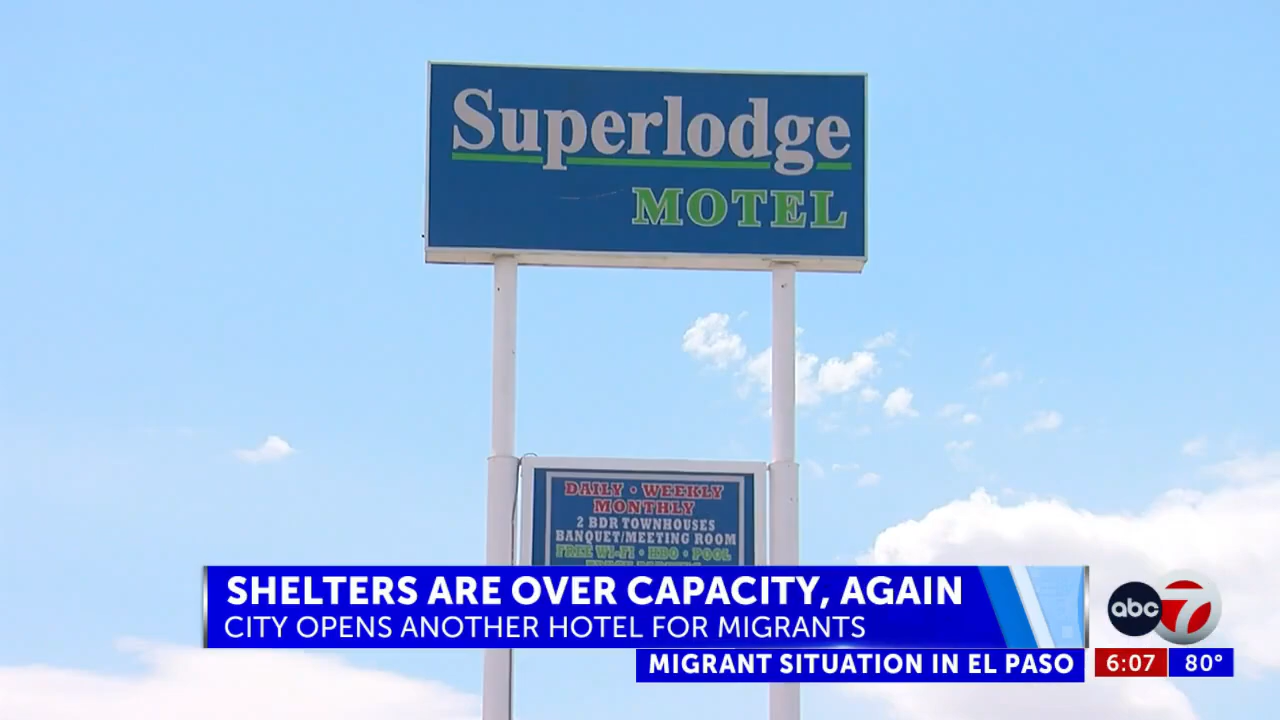 Superlodge
MOTEL
DAILY • WEEKLY
MONTHLY
2 BDR TOWNHOUSES
BANQUET/MEETING ROOM
FREE WI-FI • HBO • POOL
SHELTERS ARE OVER CAPACITY, AGAIN
CITY OPENS ANOTHER HOTEL FOR MIGRANTS
MIGRANT SITUATION IN EL PASO
abc 7
6:07 80°